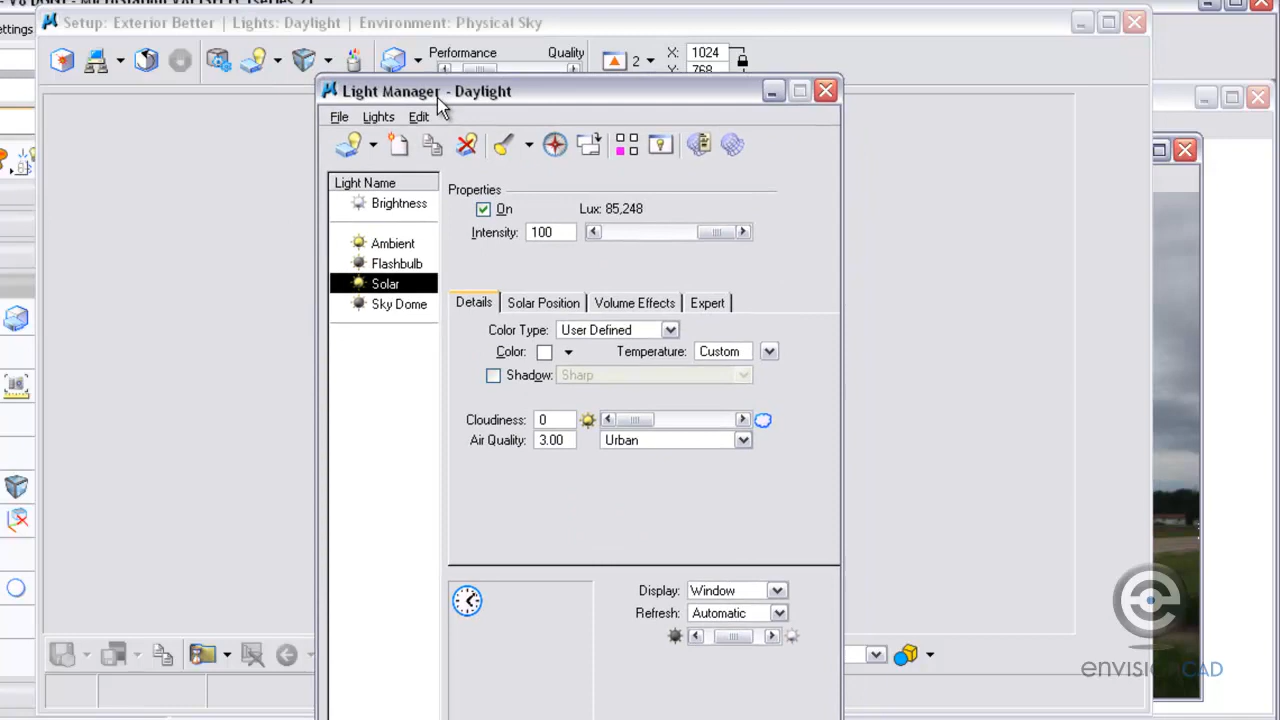 Setup: Exterior Better | Lights: Daylight | Environment: Physical Sky
ettings
Performance
Quality
2
X: 1024
768
Light Manager - Daylight
File Lights Edit
Light Name
Brightness
Ambient
Flashbulb
Solar
Sky Dome
Properties
On
Lux: 85,248
Intensity: 100
Details
Solar Position
Volume Effects
Expert
Color Type: User Defined
Color:
Temperature: Custom
Shadow: Sharp
Cloudiness: 0
Air Quality: 3.00
Urban
Display: Window
Refresh: Automatic
envisionCAD